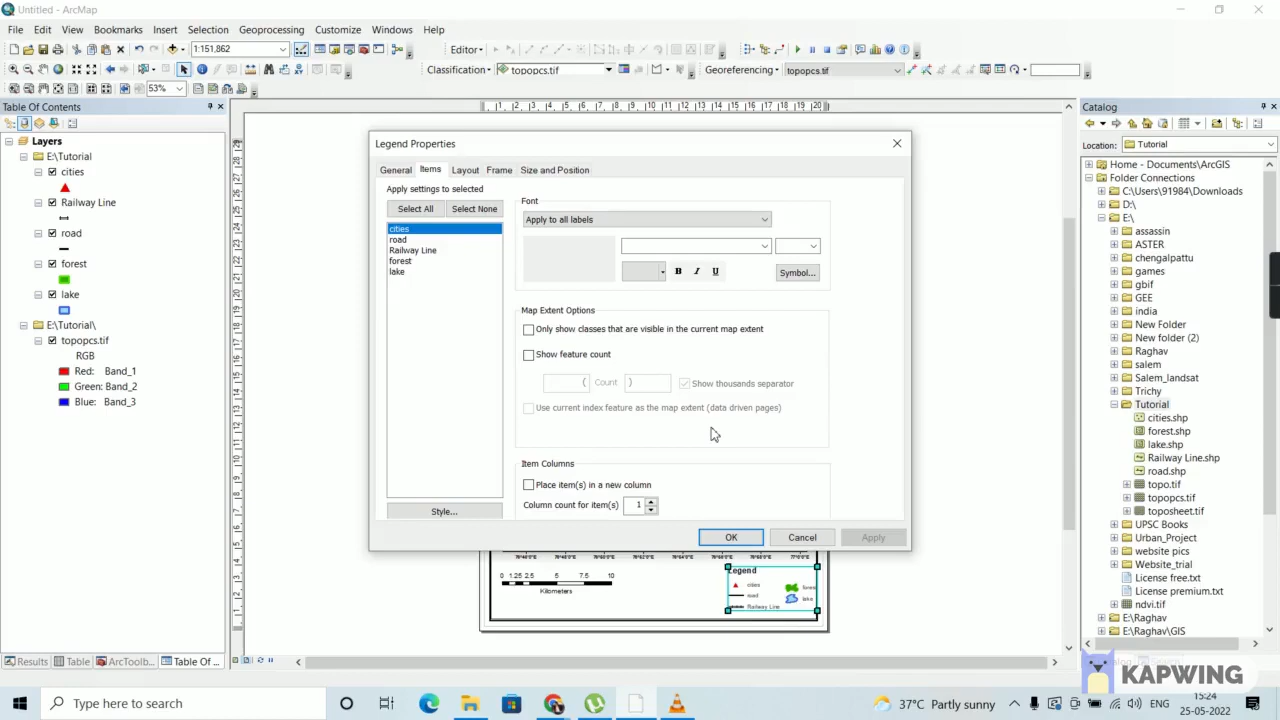 Untitled - ArcMap
File Edit View Bookmarks Insert Selection Geoprocessing Customize Windows Help
1:151,862
Editor
53%
Classification
topopcs.tif
Georeferencing
topopcs.tif
Table Of Contents
Layers
E:\Tutorial
cities
Railway Line
road
forest
lake
E:\Tutorial\
topopcs.tif
RGB
Red: Band_1
Green: Band_2
Blue: Band_3
Results Table ArcToolb... Table Of ...
Legend Properties
General Items Layout Frame Size and Position
Apply settings to selected
Select All Select None
cities
road
Railway Line
forest
lake
Style...
Font
Apply to all labels
B I U
Symbol...
Map Extent Options
Only show classes that are visible in the current map extent
Show feature count
( Count )
Show thousands separator
Use current index feature as the map extent (data driven pages)
Item Columns
Place item(s) in a new column
Column count for item(s) 1
OK Cancel Apply
0 1.25 2.5 5 7.5 10
Kilometers
Legend
cities
road
Railway Line
forest
lake
Catalog
Location: Tutorial
Home - Documents\ArcGIS
Folder Connections
C:\Users\91984\Downloads
D:\
E:\
assassin
ASTER
chengalpattu
games
gbif
GEE
india
New Folder
New folder (2)
Raghav
salem
Salem_landsat
Trichy
Tutorial
cities.shp
forest.shp
lake.shp
Railway Line.shp
road.shp
topo.tif
topopcs.tif
toposheet.tif
UPSC Books
Urban_Project
website pics
Website_trial
License free.txt
License premium.txt
ndvi.tif
E:\Raghav
E:\Raghav\GIS
KAPWING
Type here to search
37°C Partly sunny
ENG
15:24
25-05-2022